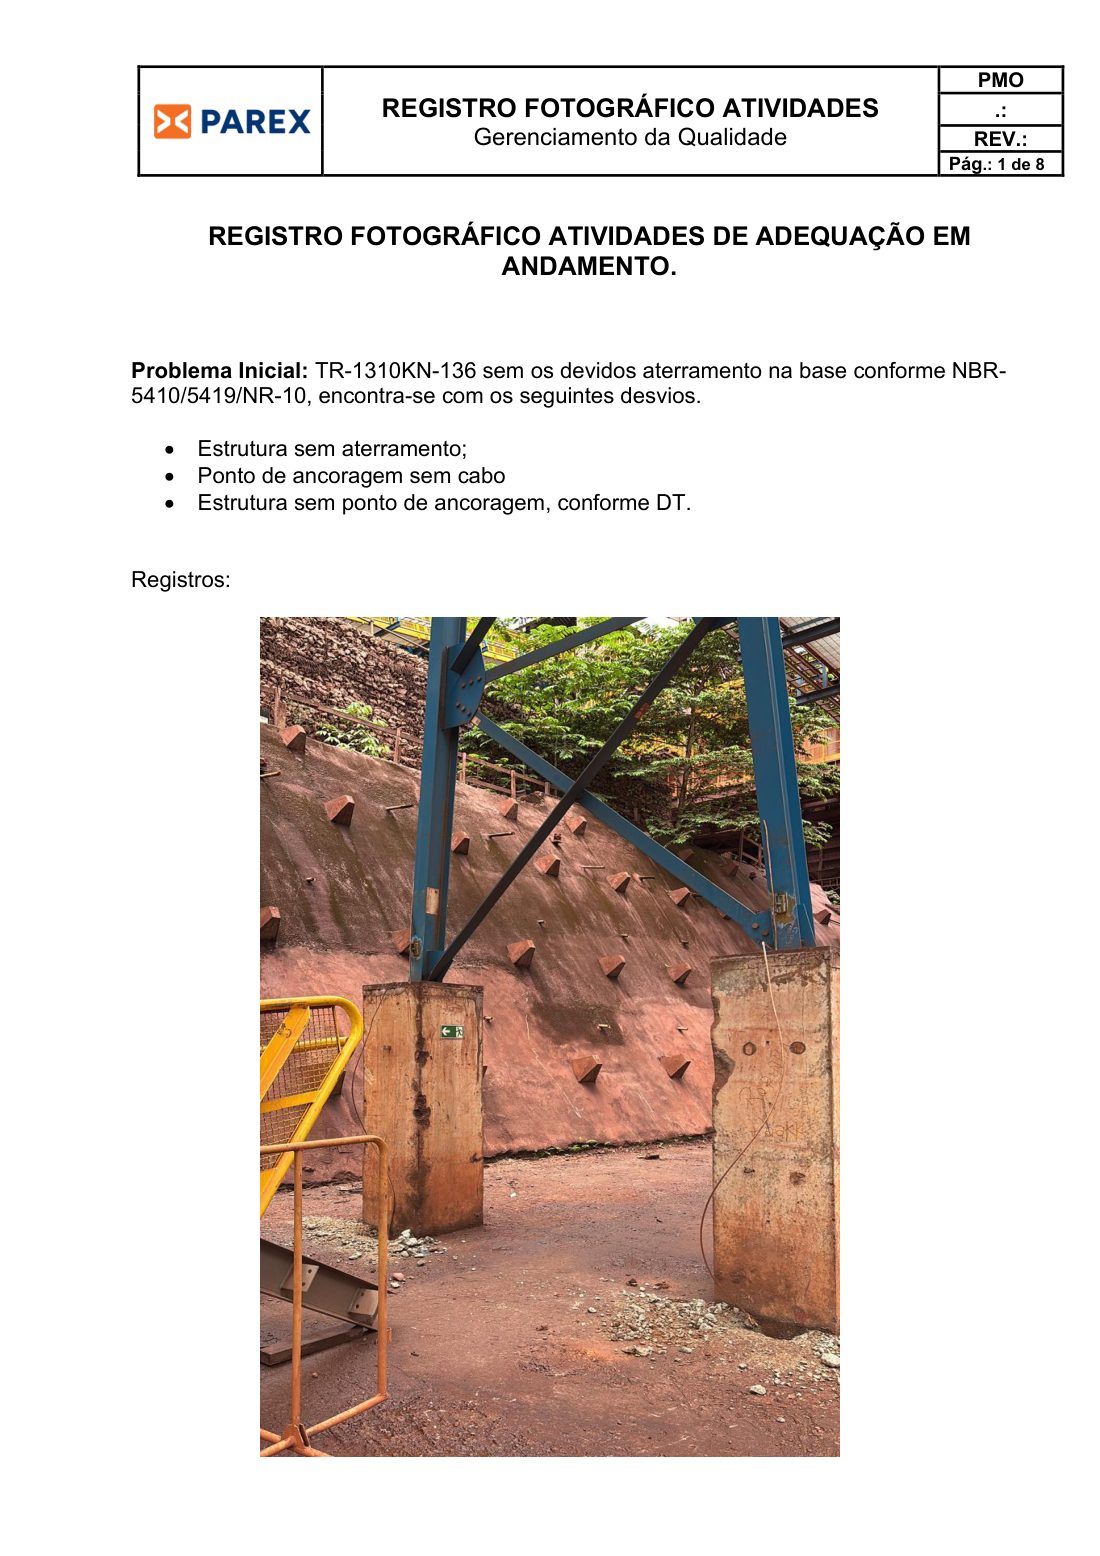 PAREX
REGISTRO FOTOGRÁFICO ATIVIDADES
Gerenciamento da Qualidade
PMO
.:
REV.:
Pág.: 1 de 8
REGISTRO FOTOGRÁFICO ATIVIDADES DE ADEQUAÇÃO EM
ANDAMENTO.
Problema Inicial: TR-1310KN-136 sem os devidos aterramento na base conforme NBR-
5410/5419/NR-10, encontra-se com os seguintes desvios.
• Estrutura sem aterramento;
• Ponto de ancoragem sem cabo
• Estrutura sem ponto de ancoragem, conforme DT.
Registros: